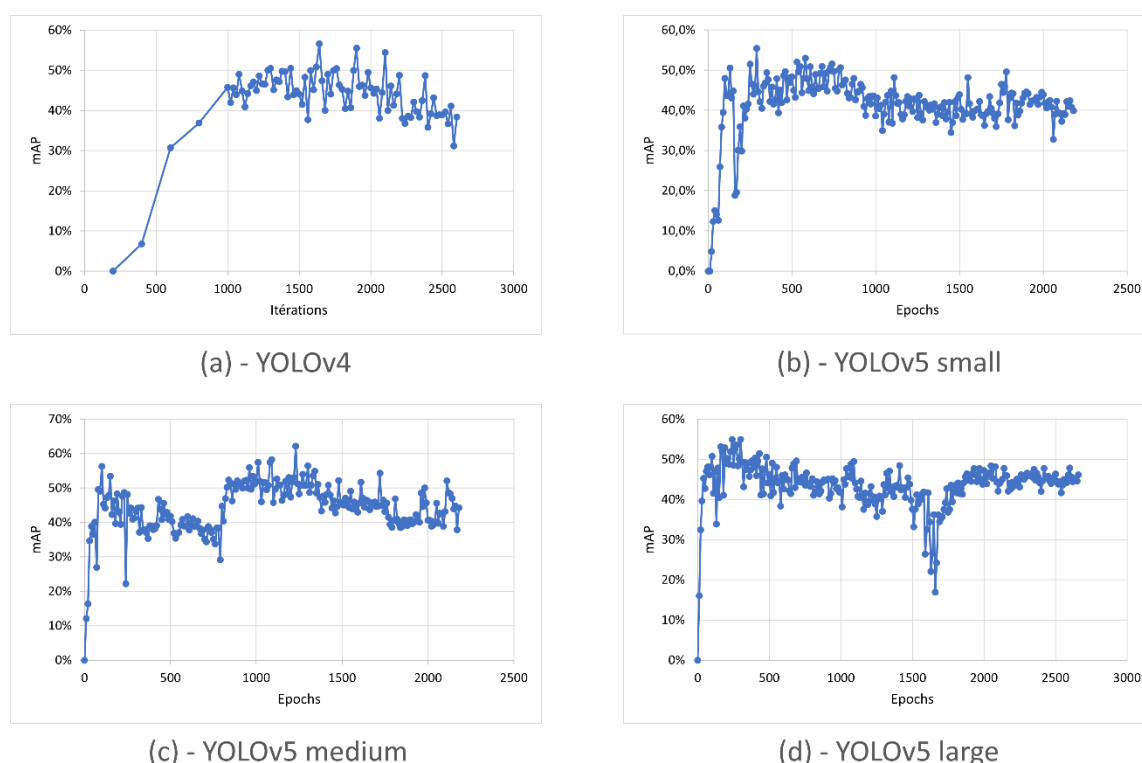 60%
50%
40%
30%
20%
10%
0%
mAP
0 500 1000 1500 2000 2500 3000
Itérations
(a) - YOLOv4
60,0%
50,0%
40,0%
30,0%
20,0%
10,0%
0,0%
mAP
0 500 1000 1500 2000 2500
Epochs
(b) - YOLOv5 small
70%
60%
50%
40%
30%
20%
10%
0%
mAP
0 500 1000 1500 2000 2500
Epochs
(c) - YOLOv5 medium
60%
50%
40%
30%
20%
10%
0%
mAP
0 500 1000 1500 2000 2500 3000
Epochs
(d) - YOLOv5 large